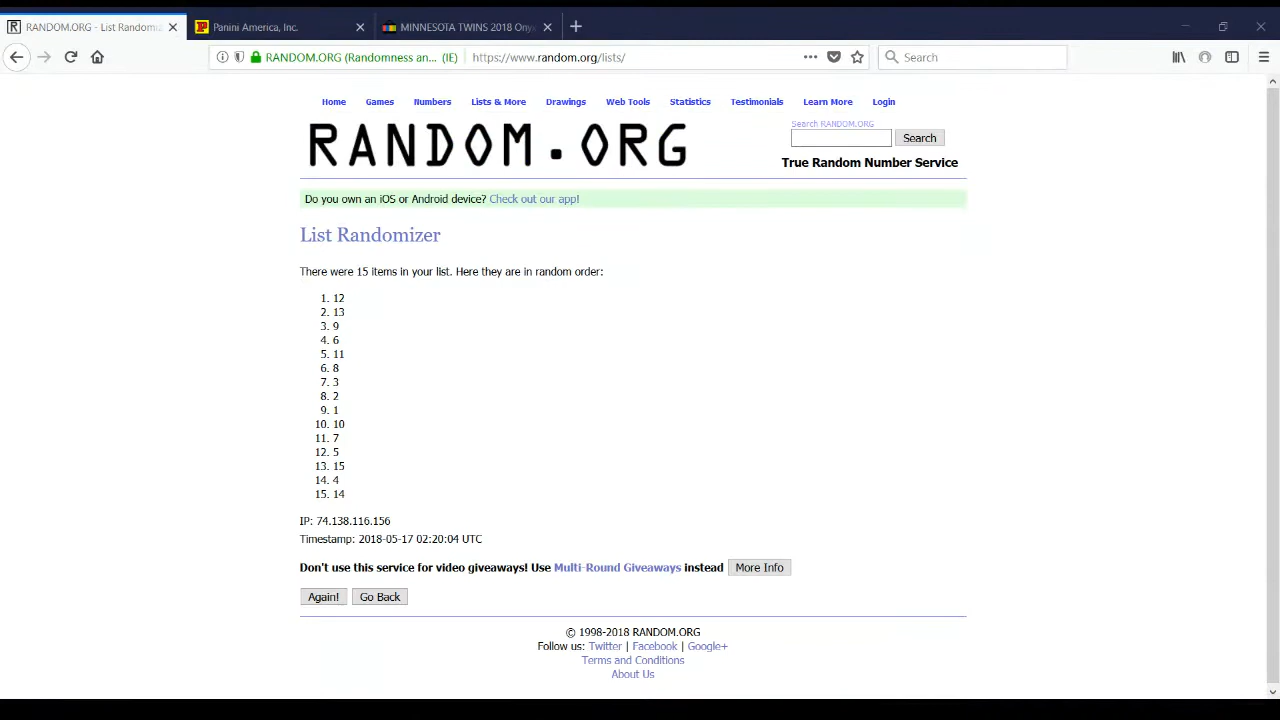 RANDOM.ORG - List Randomiz
Panini America, Inc.
MINNESOTA TWINS 2018 Ony
RANDOM.ORG (Randomness an... (IE)
https://www.random.org/lists/
Search
Home Games Numbers Lists & More Drawings Web Tools Statistics Testimonials Learn More Login
RANDOM.ORG
Search RANDOM.ORG
Search
True Random Number Service
Do you own an iOS or Android device? Check out our app!
List Randomizer
There were 15 items in your list. Here they are in random order:
1. 12
2. 13
3. 9
4. 6
5. 11
6. 8
7. 3
8. 2
9. 1
10. 10
11. 7
12. 5
13. 15
14. 4
15. 14
IP: 74.138.116.156
Timestamp: 2018-05-17 02:20:04 UTC
Don't use this service for video giveaways! Use Multi-Round Giveaways instead More Info
Again! Go Back
© 1998-2018 RANDOM.ORG
Follow us: Twitter | Facebook | Google+
Terms and Conditions
About Us